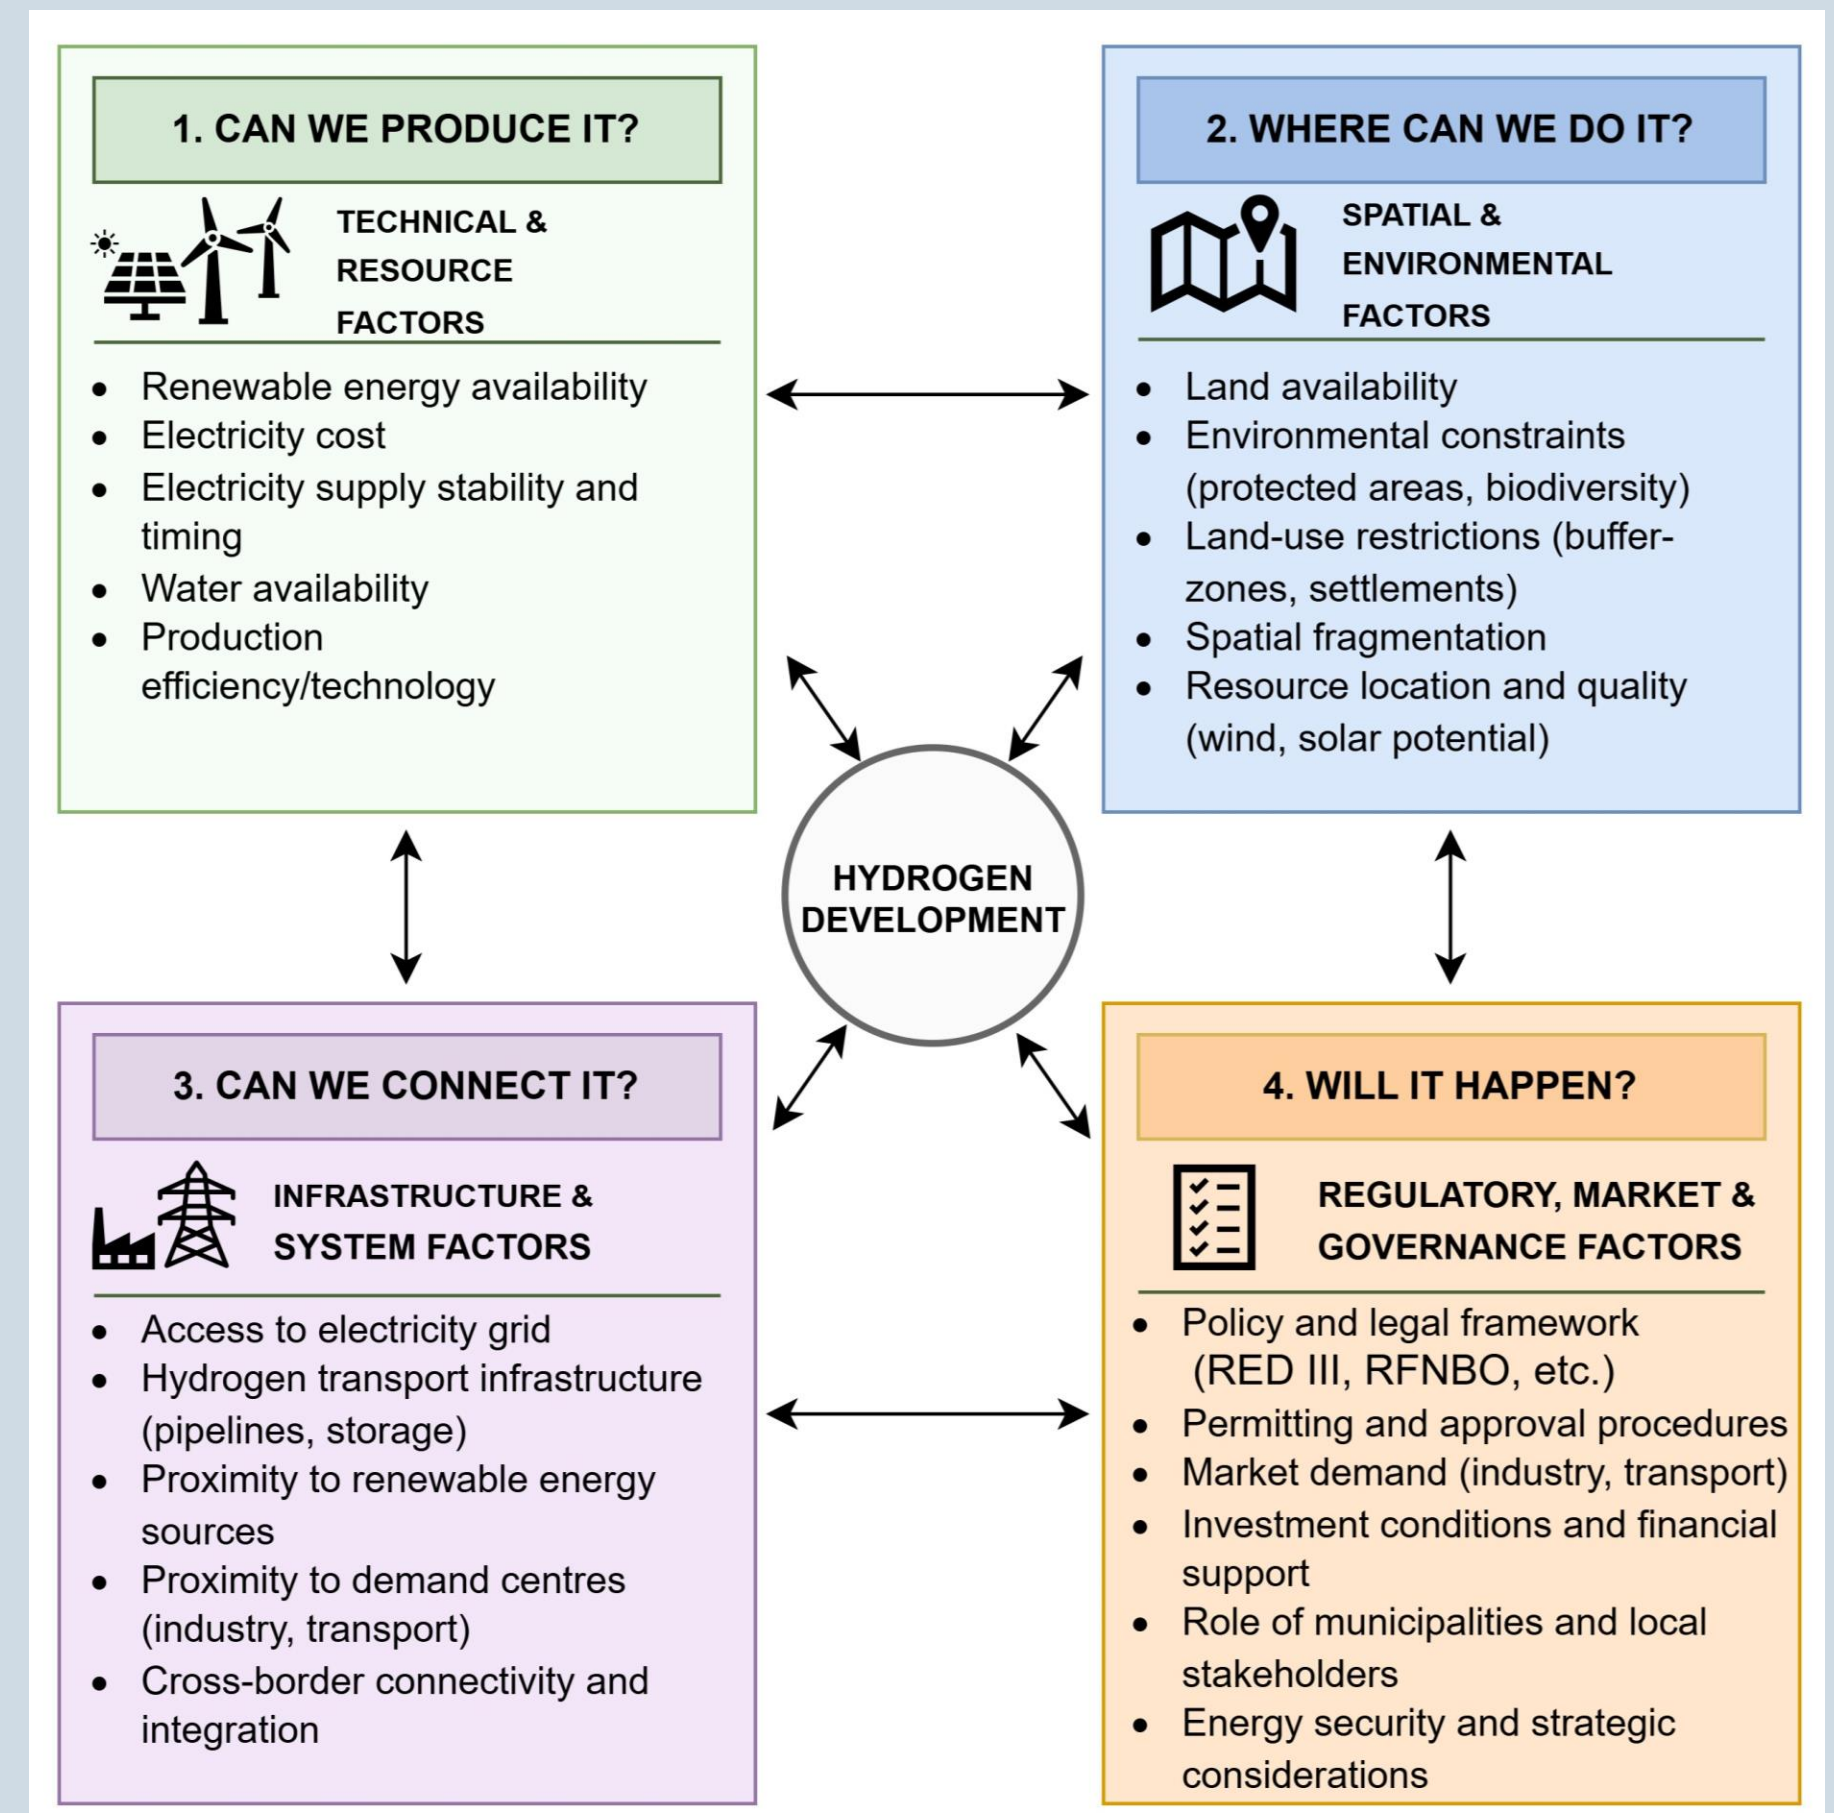 1. CAN WE PRODUCE IT?
TECHNICAL &
RESOURCE
FACTORS
• Renewable energy availability
• Electricity cost
• Electricity supply stability and
timing
• Water availability
• Production
efficiency/technology
2. WHERE CAN WE DO IT?
SPATIAL &
ENVIRONMENTAL
FACTORS
• Land availability
• Environmental constraints
(protected areas, biodiversity)
• Land-use restrictions (buffer-
zones, settlements)
• Spatial fragmentation
• Resource location and quality
(wind, solar potential)
HYDROGEN
DEVELOPMENT
3. CAN WE CONNECT IT?
INFRASTRUCTURE &
SYSTEM FACTORS
• Access to electricity grid
• Hydrogen transport infrastructure
(pipelines, storage)
• Proximity to renewable energy
sources
• Proximity to demand centres
(industry, transport)
• Cross-border connectivity and
integration
4. WILL IT HAPPEN?
REGULATORY, MARKET &
GOVERNANCE FACTORS
• Policy and legal framework
(RED III, RFNBO, etc.)
• Permitting and approval procedures
• Market demand (industry, transport)
• Investment conditions and financial
support
• Role of municipalities and local
stakeholders
• Energy security and strategic
considerations